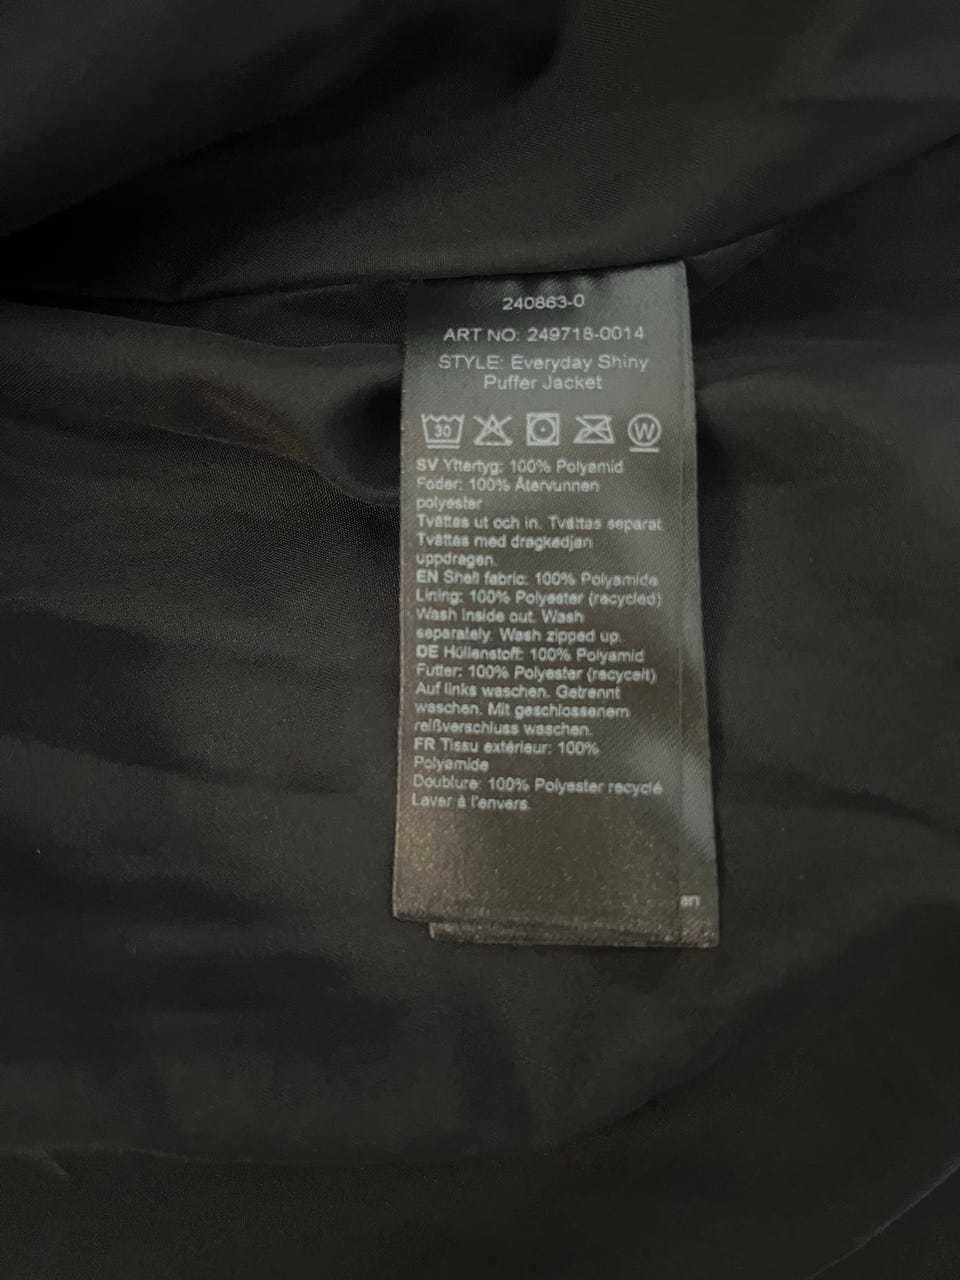 240863-0
ART NO: 249718-0014
STYLE: Everyday Shiny
Puffer Jacket
30
W
SV Yttertyg: 100% Polyamid
Foder: 100% Återvunnen
polyester
Tvättas ut och in. Tvättas separat.
Tvättas med dragkedjan
uppdragen.
EN Shell fabric: 100% Polyamide
Lining: 100% Polyester (recycled)
Wash inside out. Wash
separately. Wash zipped up.
DE Hüllenstoff: 100% Polyamid
Futter: 100% Polyester (recycelt)
Auf links waschen. Getrennt
waschen. Mit geschlossenem
reißverschluss waschen.
FR Tissu extérieur: 100%
Polyamide
Doublure: 100% Polyester recyclé
Laver à l'envers.
an